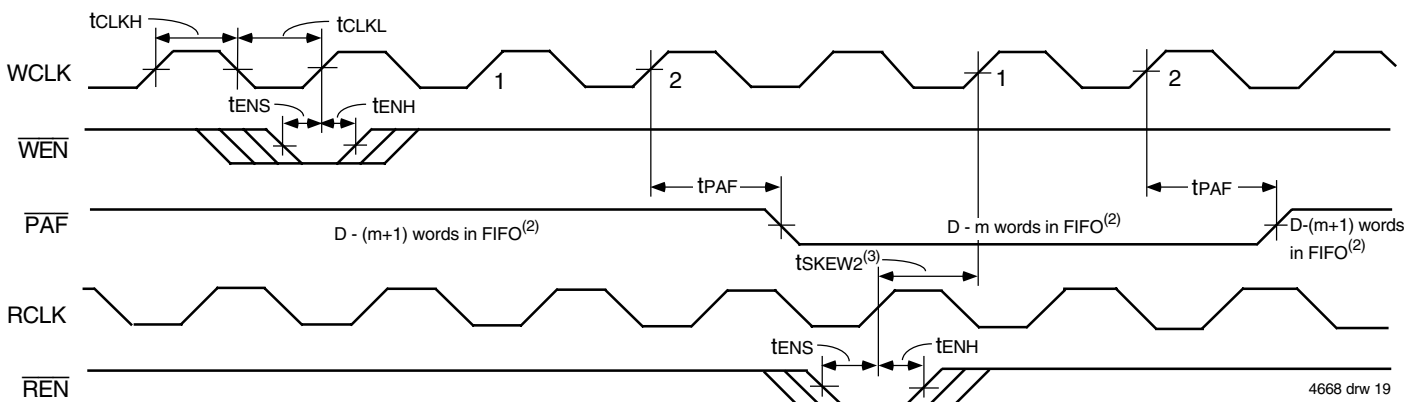 tCLKH
tCLKL
WCLK
1
2
1
2
tENS
tENH
WEN
tPAF
tPAF
PAF
D - (m+1) words in FIFO(2)
D - m words in FIFO(2)
D-(m+1) words
in FIFO(2)
tSKEW2(3)
RCLK
tENS
tENH
REN
4668 drw 19